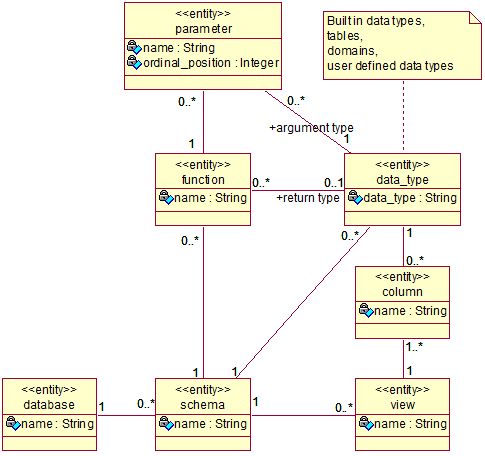 <<entity>>
parameter
name : String
ordinal_position : Integer
Built in data types,
tables,
domains,
user defined data types
0..*
0..*
+argument type
1
1
<<entity>>
function
name : String
0..*
0..1
+return type
<<entity>>
data_type
data_type : String
0..*
0..*
1
0..*
<<entity>>
column
name : String
1..*
1
1
1
<<entity>>
database
name : String
1
0..*
<<entity>>
schema
name : String
1
0..*
<<entity>>
view
name : String